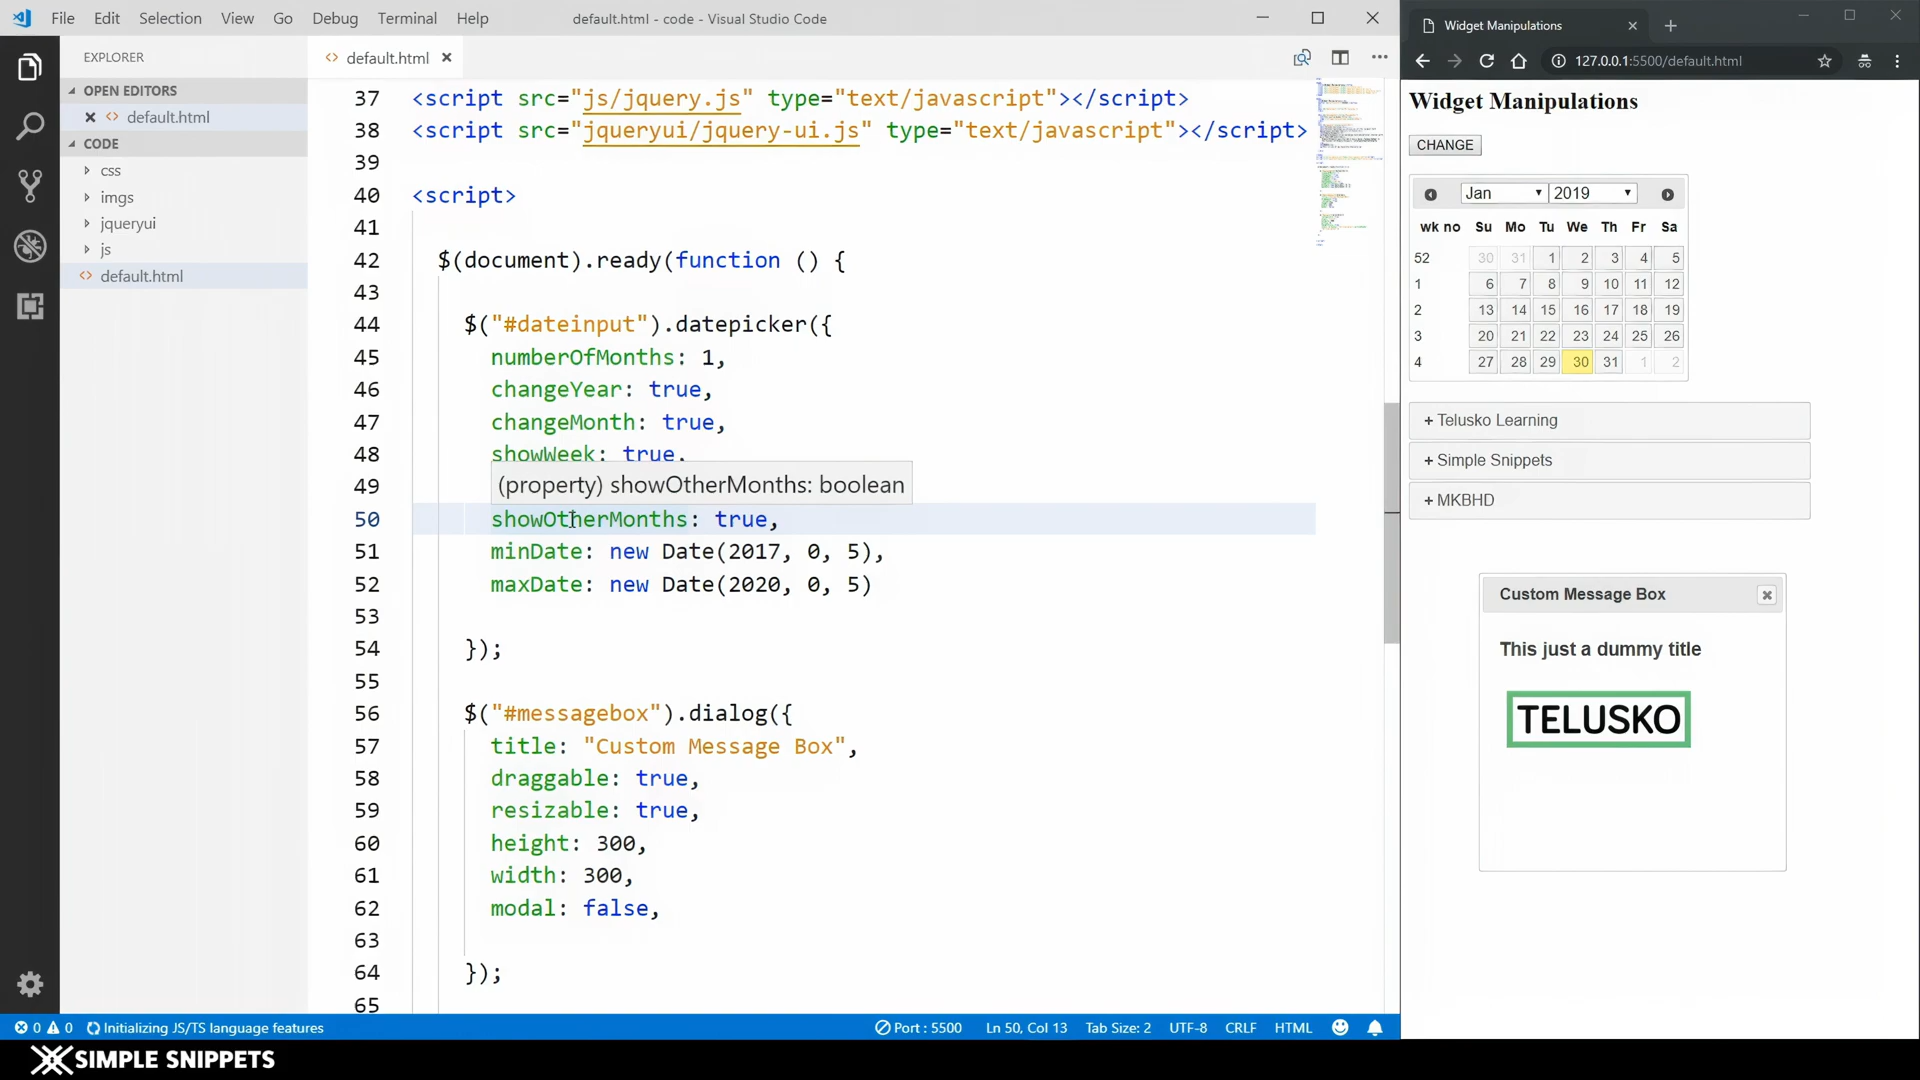 File Edit Selection View Go Debug Terminal Help
default.html - code - Visual Studio Code
EXPLORER
OPEN EDITORS
default.html
CODE
css
imgs
jqueryui
js
default.html
default.html
37 <script src="js/jquery.js" type="text/javascript"></script>
38 <script src="jqueryui/jquery-ui.js" type="text/javascript"></script>
39
40 <script>
41
42 $(document).ready(function () {
43
44 $("#dateinput").datepicker({
45 numberOfMonths: 1,
46 changeYear: true,
47 changeMonth: true,
48 showWeek: true,
49 (property) showOtherMonths: boolean
50 showOtherMonths: true,
51 minDate: new Date(2017, 0, 5),
52 maxDate: new Date(2020, 0, 5)
53
54 });
55
56 $("#messagebox").dialog({
57 title: "Custom Message Box",
58 draggable: true,
59 resizable: true,
60 height: 300,
61 width: 300,
62 modal: false,
63
64 });
65
0 0 Initializing JS/TS language features Port : 5500 Ln 50, Col 13 Tab Size: 2 UTF-8 CRLF HTML
SIMPLE SNIPPETS
Widget Manipulations
127.0.0.1:5500/default.html
Widget Manipulations
CHANGE
Jan 2019
wk no Su Mo Tu We Th Fr Sa
52 30 31 1 2 3 4 5
1 6 7 8 9 10 11 12
2 13 14 15 16 17 18 19
3 20 21 22 23 24 25 26
4 27 28 29 30 31 1 2
+ Telusko Learning
+ Simple Snippets
+ MKBHD
Custom Message Box
This just a dummy title
TELUSKO